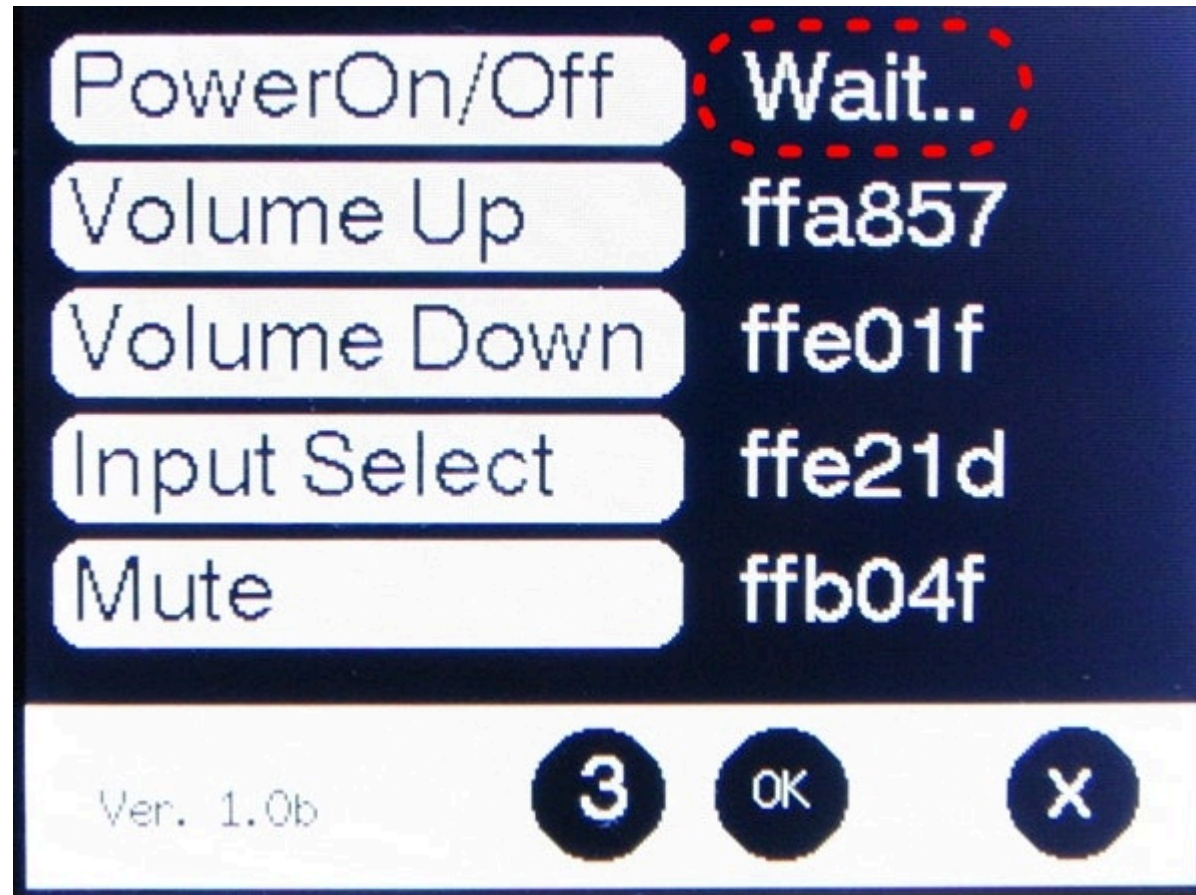 PowerOn/Off Wait..
Volume Up ffa857
Volume Down ffe01f
Input Select ffe21d
Mute ffb04f
Ver. 1.0b 3 OK X